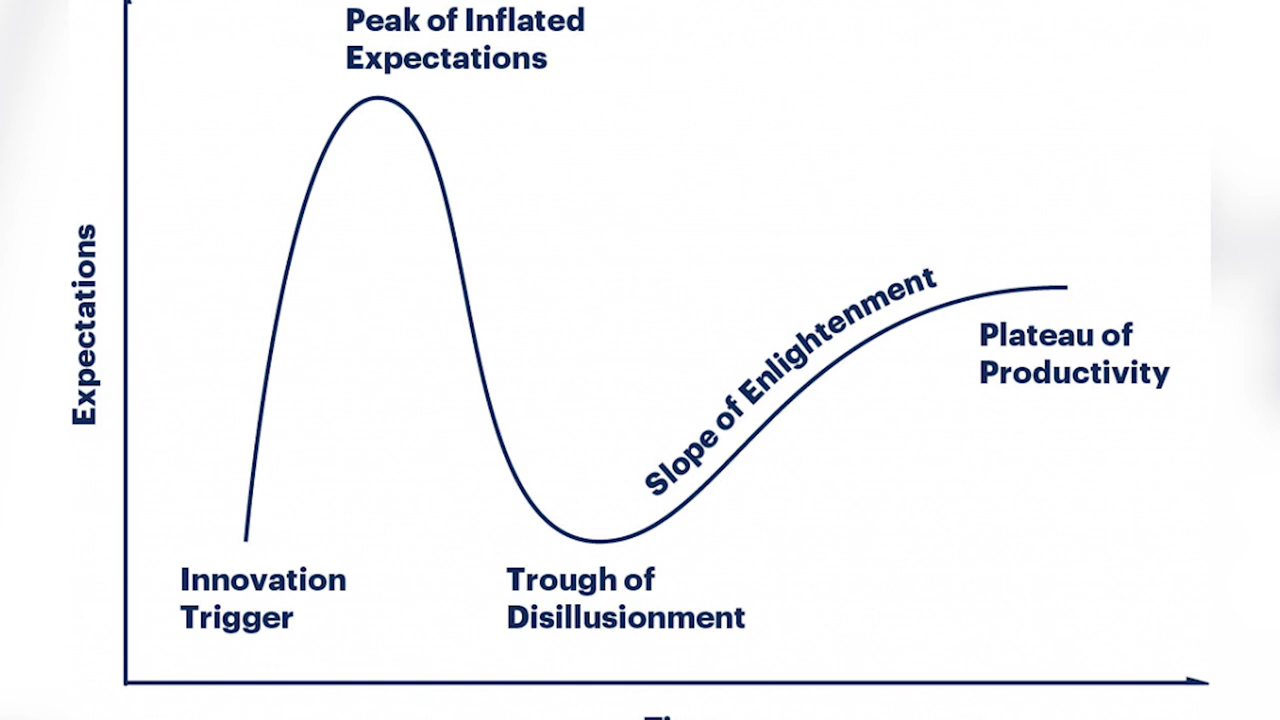 Peak of Inflated
Expectations
Expectations
Slope of Enlightenment
Plateau of
Productivity
Innovation
Trigger
Trough of
Disillusionment